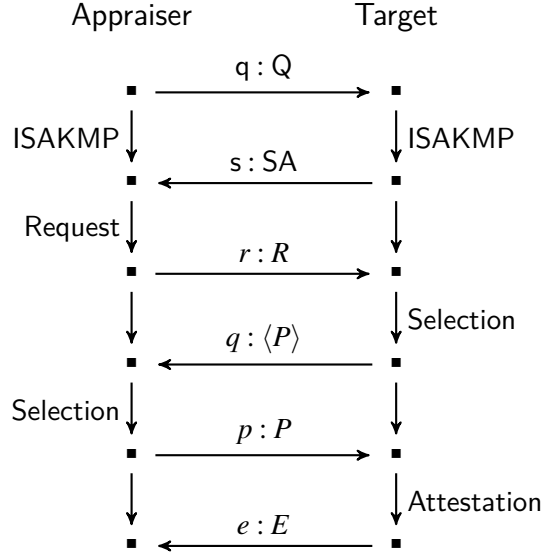 Appraiser Target
q : Q
ISAKMP ISAKMP
s : SA
Request
r : R
Selection
q : ⟨P⟩
Selection
p : P
Attestation
e : E